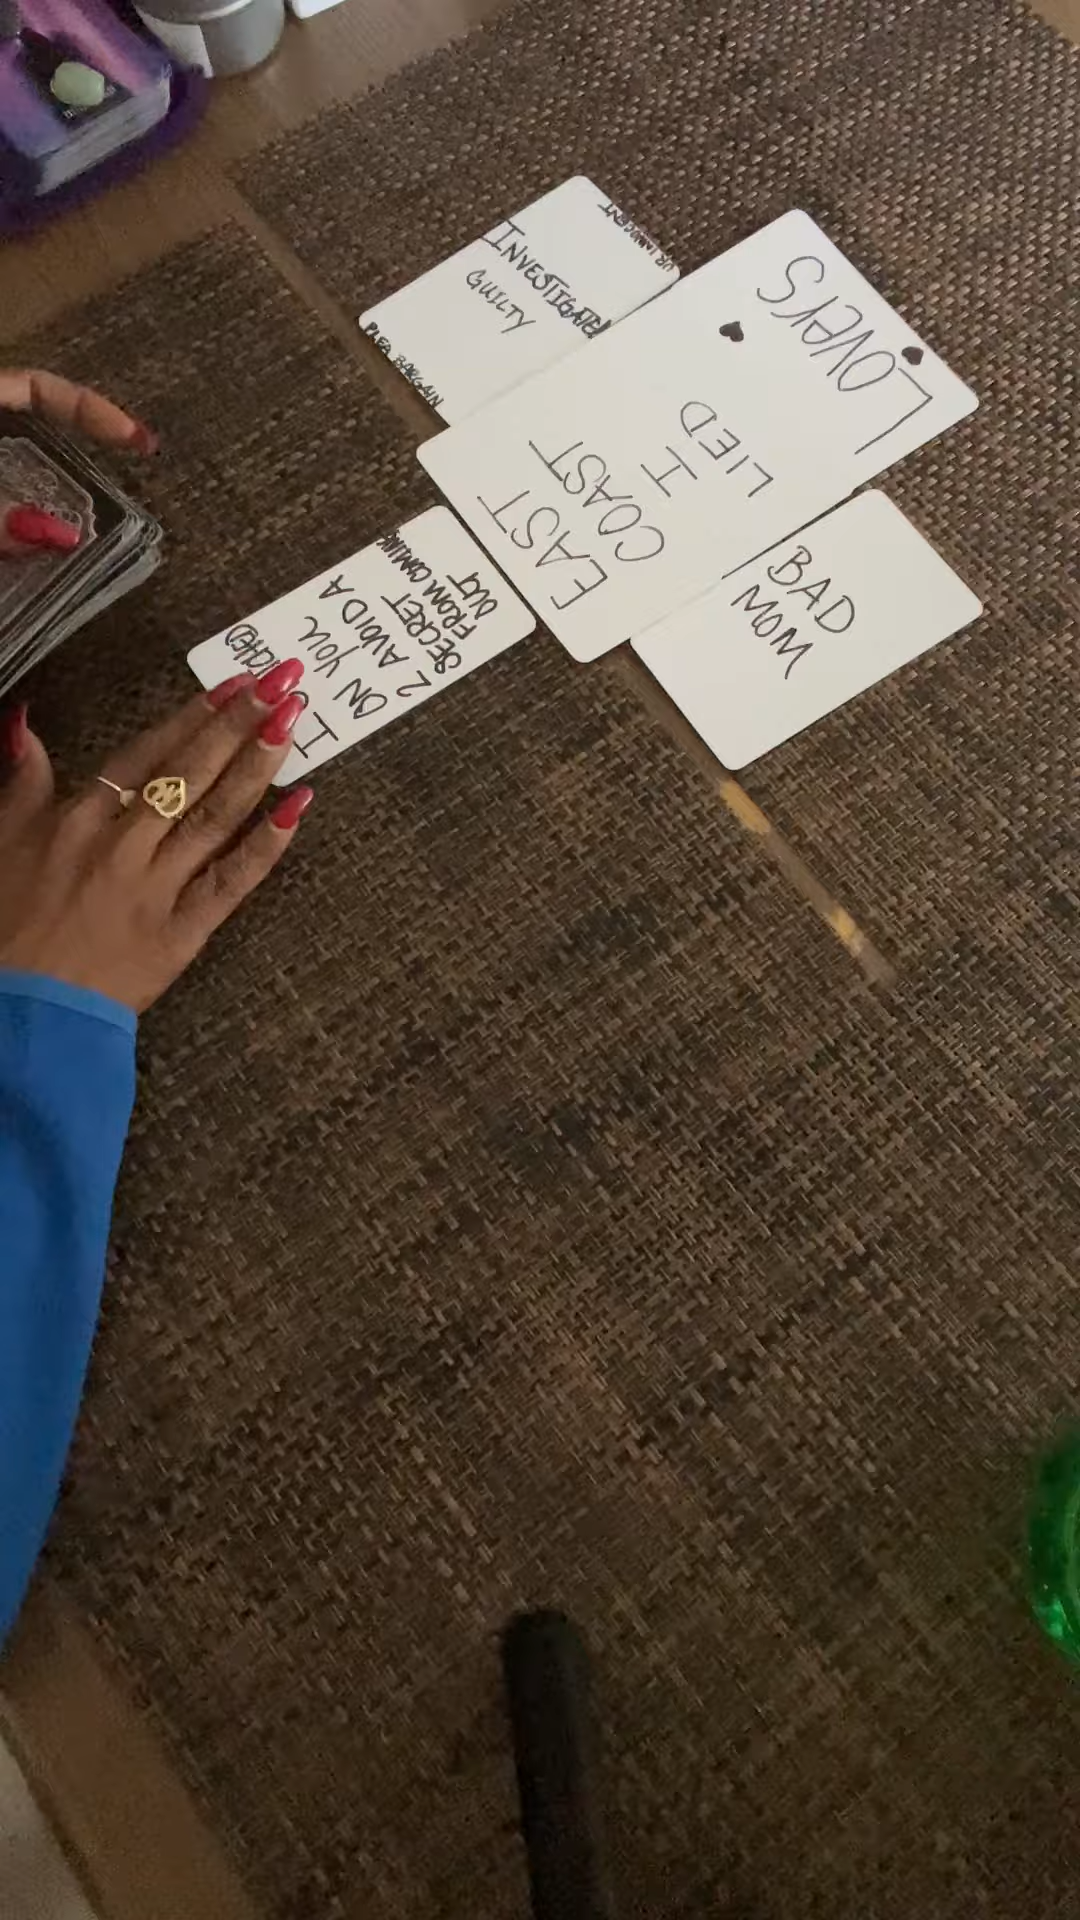 UR INNOCENT
INVESTIGATED
GUILTY
PLEA BARGAIN
LOVERS
I
LIED
EAST
COAST
BAD
MOM
I
ON YOU
2 AVOID A
SECRET
FROM COMING
OUT